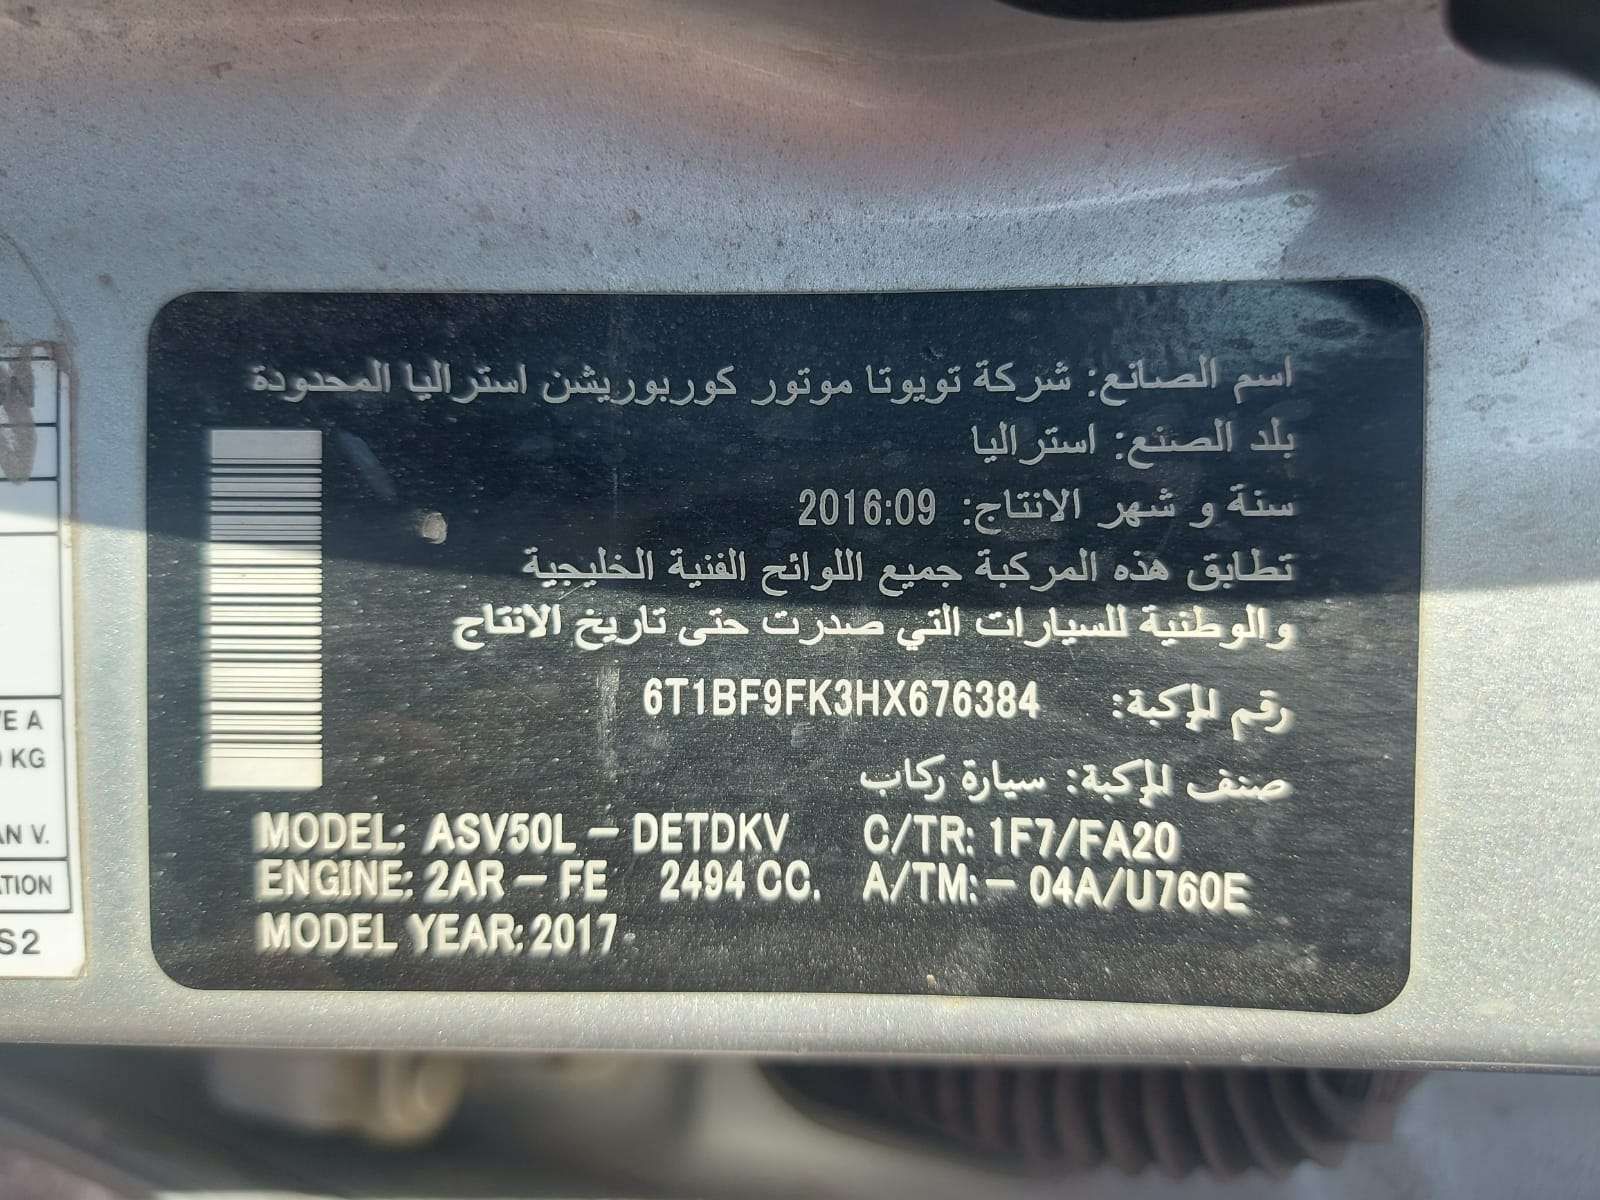 اسم الصانع: شركة تويوتا موتور كوربوريشن استراليا المحدودة
بلد الصنع: استراليا
سنة و شهر الانتاج: 2016:09
تطابق هذه المركبة جميع اللوائح الفنية الخليجية
والوطنية للسيارات التي صدرت حتى تاريخ الانتاج
رقم المركبة: 6T1BF9FK3HX676384
صنف المركبة: سيارة ركاب
MODEL: ASV50L - DETDKV C/TR: 1F7/FA20
ENGINE: 2AR - FE 2494 CC. A/TM: - 04A/U760E
MODEL YEAR: 2017
A
KG
V.
S2